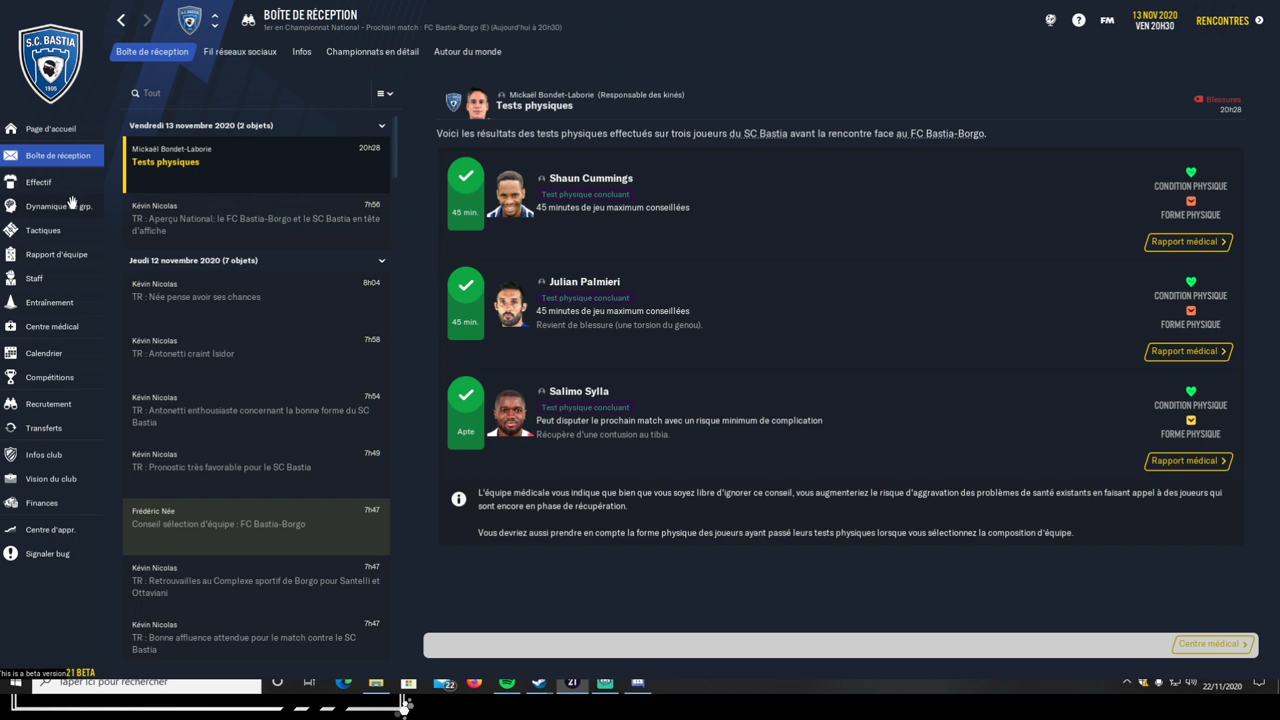 S.C. BASTIA
1905
BOÎTE DE RÉCEPTION
1er en Championnat National - Prochain match : FC Bastia-Borgo (E) (Aujourd'hui à 20h30)
FM
13 NOV 2020
VEN 20H30
RENCONTRES
Boîte de réception
Fil réseaux sociaux
Infos
Championnats en détail
Autour du monde
Page d'accueil
Boîte de réception
Effectif
Dynamique grp.
Tactiques
Rapport d'équipe
Staff
Entraînement
Centre médical
Calendrier
Compétitions
Recrutement
Transferts
Infos club
Vision du club
Finances
Centre d'appr.
Signaler bug
Tout
Vendredi 13 novembre 2020 (2 objets)
Mickaël Bondet-Laborie 20h28
Tests physiques
Kévin Nicolas 7h56
TR : Aperçu National: le FC Bastia-Borgo et le SC Bastia en tête
d'affiche
Jeudi 12 novembre 2020 (7 objets)
Kévin Nicolas 8h04
TR : Née pense avoir ses chances
Kévin Nicolas 7h58
TR : Antonetti craint Isidor
Kévin Nicolas 7h54
TR : Antonetti enthousiaste concernant la bonne forme du SC
Bastia
Kévin Nicolas 7h49
TR : Pronostic très favorable pour le SC Bastia
Frédéric Née 7h47
Conseil sélection d'équipe : FC Bastia-Borgo
Kévin Nicolas 7h47
TR : Retrouvailles au Complexe sportif de Borgo pour Santelli et
Ottaviani
Kévin Nicolas 7h47
TR : Bonne affluence attendue pour le match contre le SC
Bastia
Mickaël Bondet-Laborie (Responsable des kinés)
Tests physiques
Blessures
20h28
Voici les résultats des tests physiques effectués sur trois joueurs du SC Bastia avant la rencontre face au FC Bastia-Borgo.
45 min.
Shaun Cummings
Test physique concluant
45 minutes de jeu maximum conseillées
CONDITION PHYSIQUE
FORME PHYSIQUE
Rapport médical
45 min.
Julian Palmieri
Test physique concluant
45 minutes de jeu maximum conseillées
Revient de blessure (une torsion du genou).
CONDITION PHYSIQUE
FORME PHYSIQUE
Rapport médical
Apte
Salimo Sylla
Test physique concluant
Peut disputer le prochain match avec un risque minimum de complication
Récupère d'une contusion au tibia.
CONDITION PHYSIQUE
FORME PHYSIQUE
Rapport médical
L'équipe médicale vous indique que bien que vous soyez libre d'ignorer ce conseil, vous augmenteriez le risque d'aggravation des problèmes de santé existants en faisant appel à des joueurs qui
sont encore en phase de récupération.
Vous devriez aussi prendre en compte la forme physique des joueurs ayant passé leurs tests physiques lorsque vous sélectionnez la composition d'équipe.
Centre médical
This is a beta version 21 BETA
Taper ici pour rechercher
22
21
22/11/2020